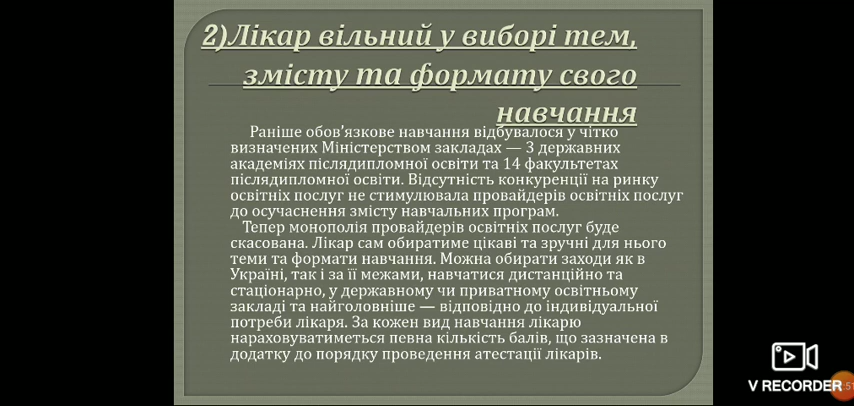 2)Лікар вільний у виборі тем,
змісту та формату свого
навчання
Раніше обов'язкове навчання відбувалося у чітко
визначених Міністерством закладах — 3 державних
академіях післядипломної освіти та 14 факультетах
післядипломної освіти. Відсутність конкуренції на ринку
освітніх послуг не стимулювала провайдерів освітніх послуг
до осучаснення змісту навчальних програм.
Тепер монополія провайдерів освітніх послуг буде
скасована. Лікар сам обиратиме цікаві та зручні для нього
теми та формати навчання. Можна обирати заходи як в
Україні, так і за її межами, навчатися дистанційно та
стаціонарно, у державному чи приватному освітньому
закладі та найголовніше — відповідно до індивідуальної
потреби лікаря. За кожен вид навчання лікарю
нараховуватиметься певна кількість балів, що зазначена в
додатку до порядку проведення атестації лікарів.
V RECORDER